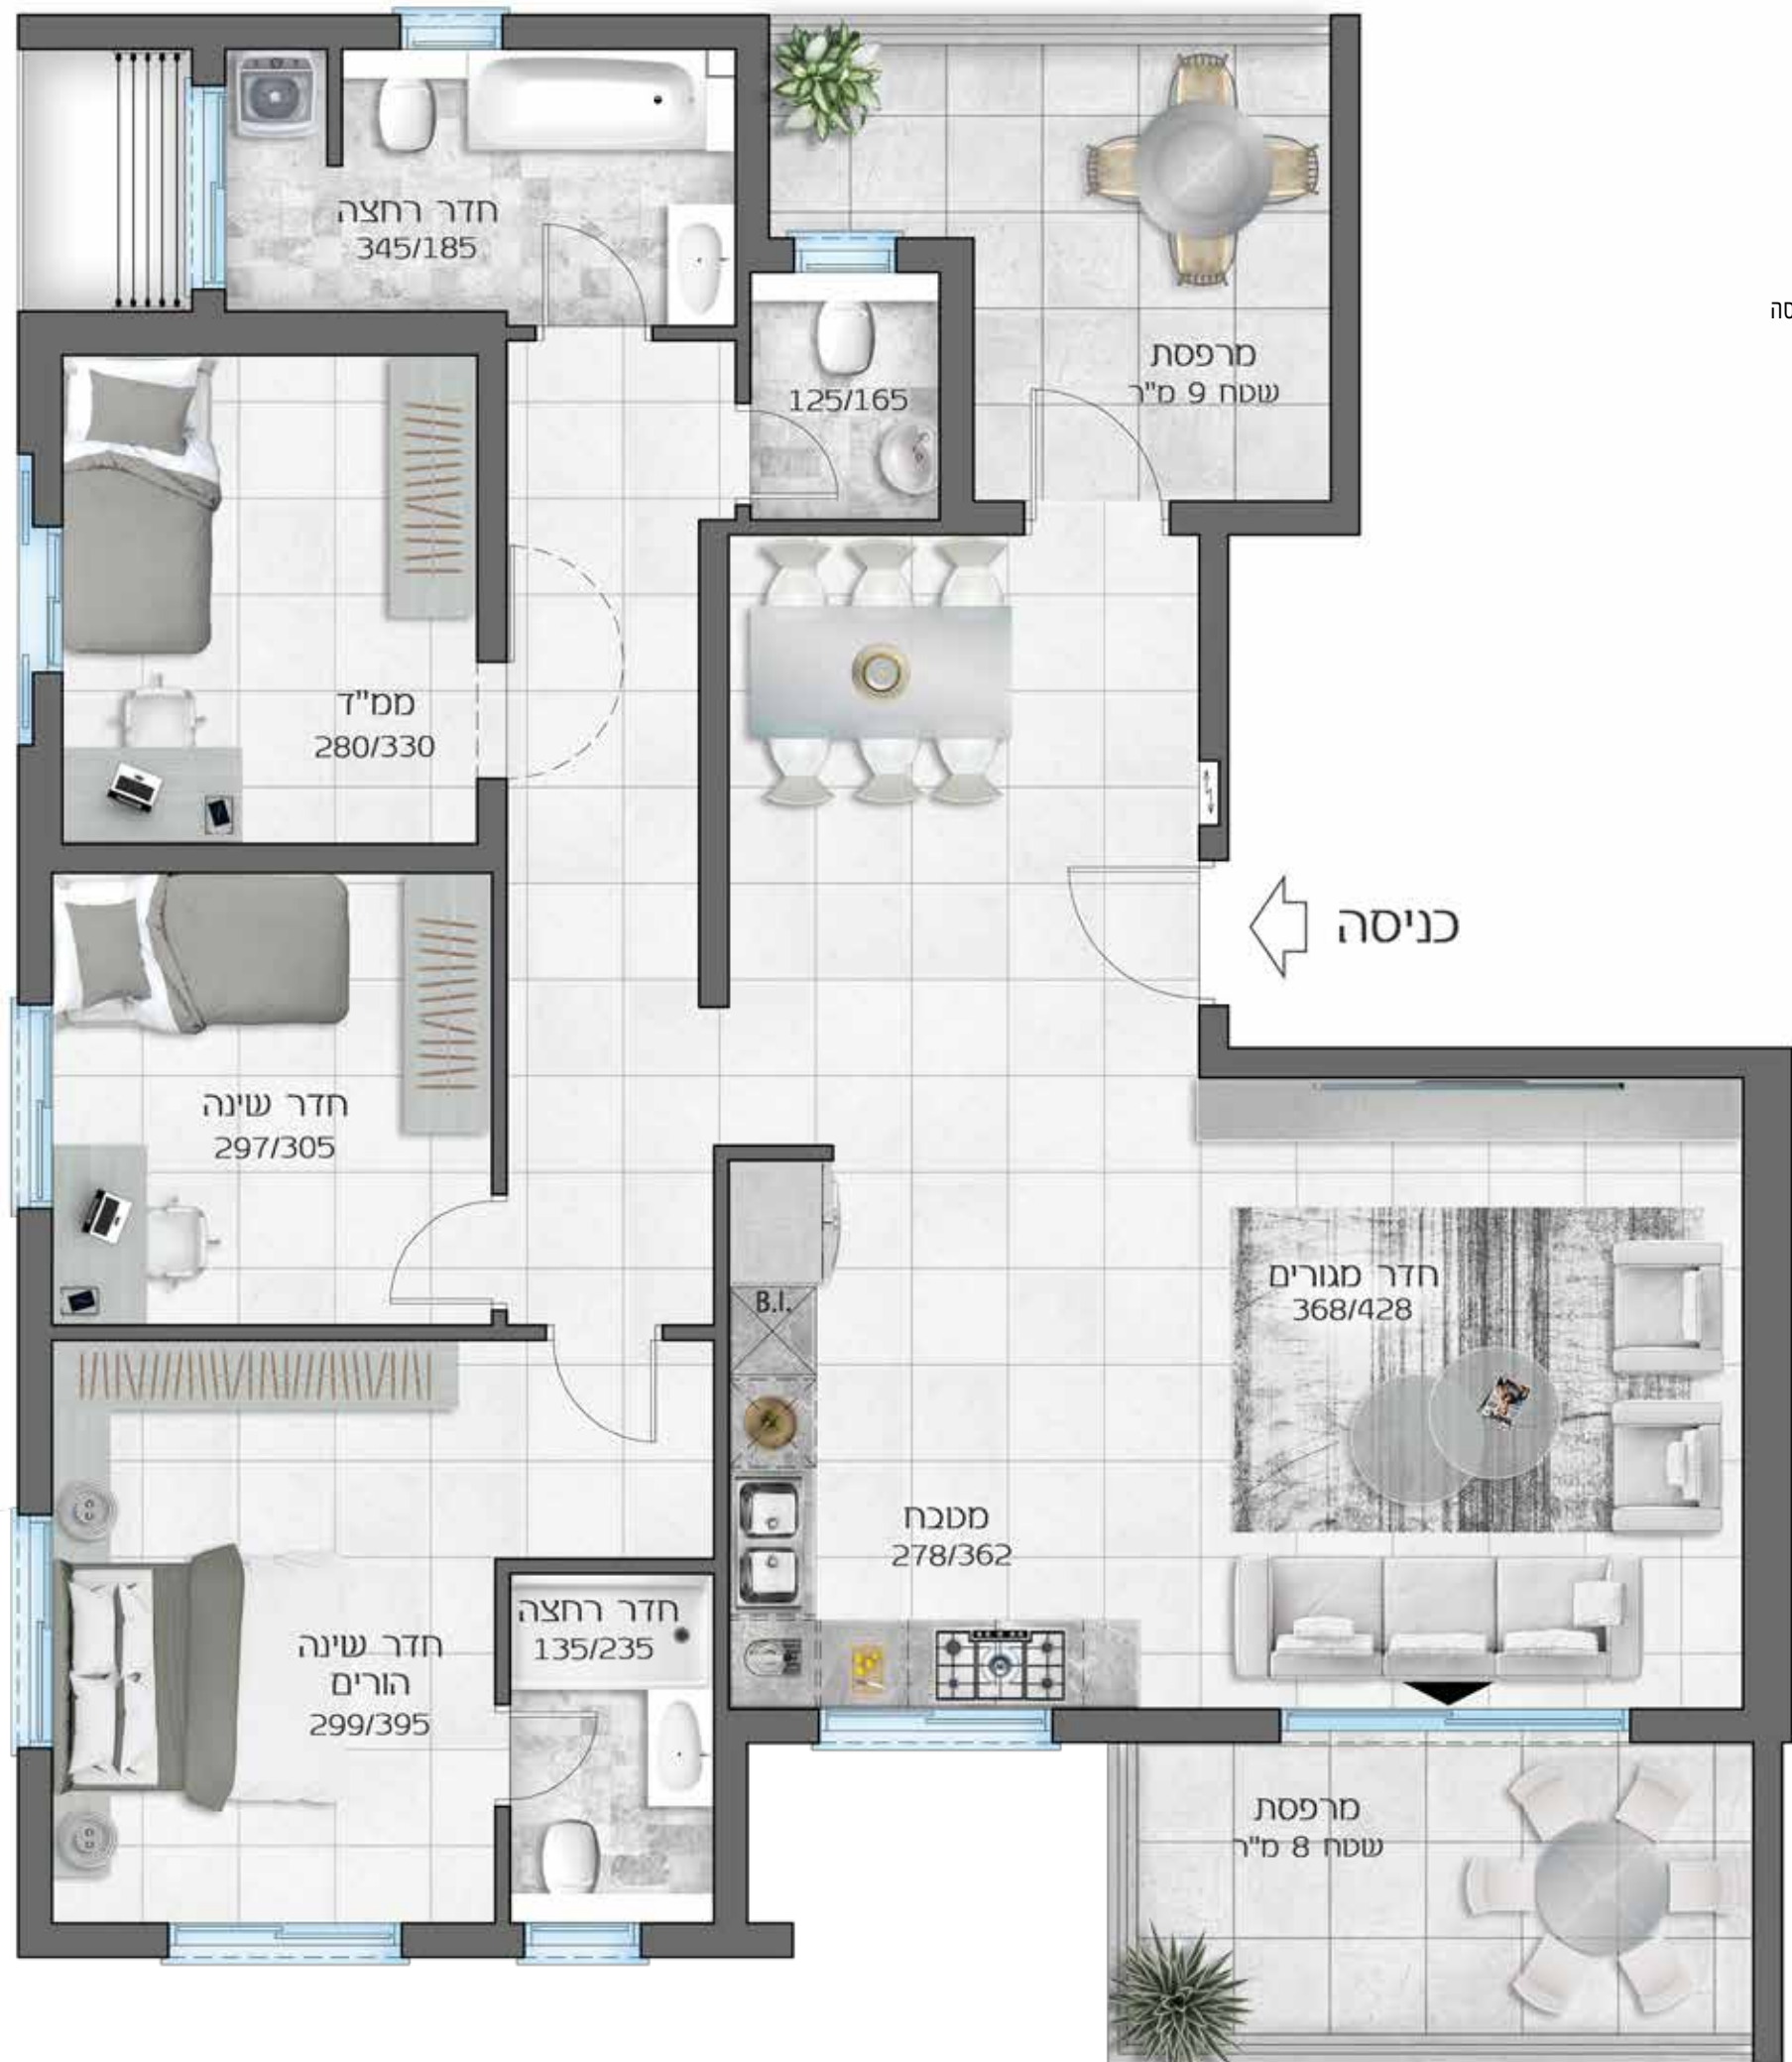 חדר רחצה
345/185
125/165
מרפסת
שטח 9 מ"ר
ממ"ד
280/330
כניסה
חדר שינה
297/305
חדר מגורים
368/428
B.I.
מטבח
278/362
חדר רחצה
135/235
חדר שינה
הורים
299/395
מרפסת
שטח 8 מ"ר